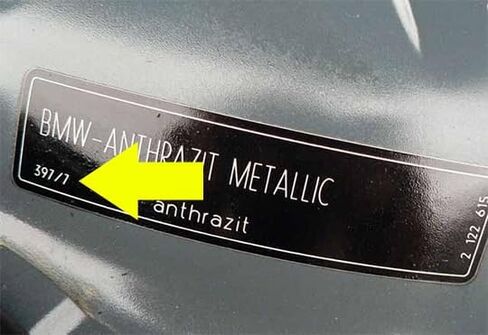 BMW-ANTHRAZIT METALLIC
397/7
anthrazit
2 122 615